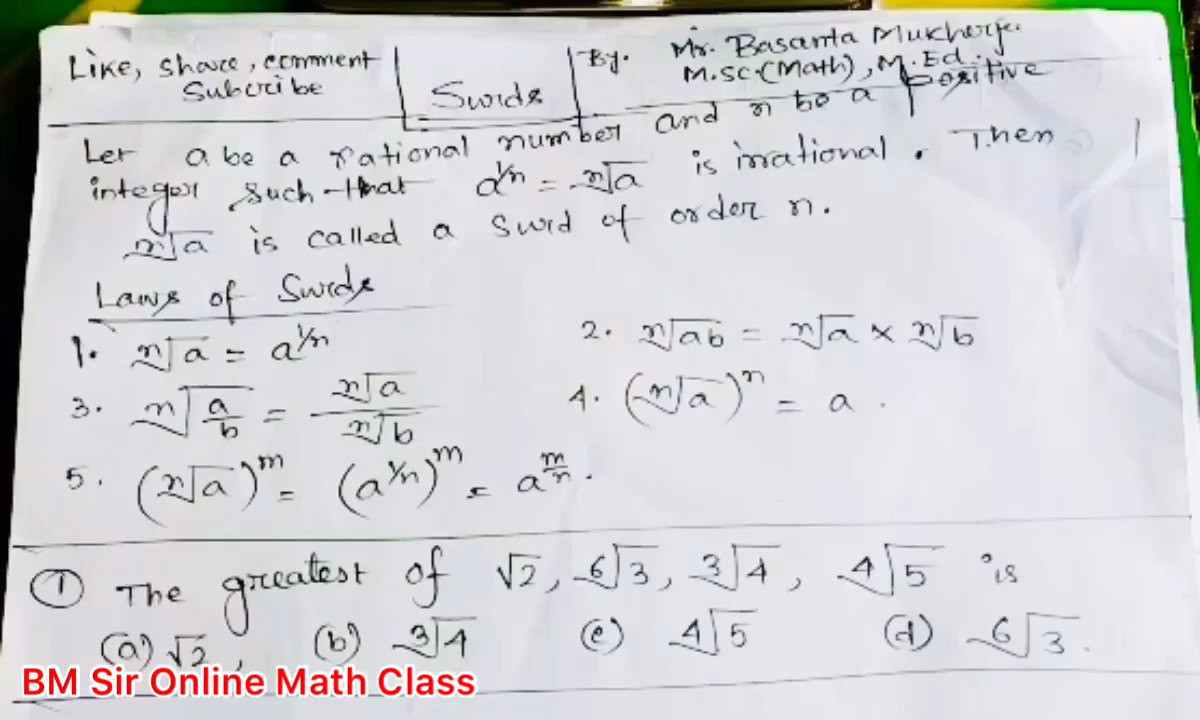 Like, share, comment
Subcribe
Surds
By. Mr. Basanta Mukherje.
M.sc.(Math), M.Ed.
Let a be a rational number and n be a positive
integer such that a^{1/n} = ⁿ√a is irrational. Then
ⁿ√a is called a surd of order n.
Laws of Surds
1. ⁿ√a = a^{1/n}
2. ⁿ√ab = ⁿ√a × ⁿ√b
3. ⁿ√(a/b) = ⁿ√a / ⁿ√b
4. (ⁿ√a)ⁿ = a.
5. (ⁿ√a)^m = (a^{1/n})^m = a^{m/n}.
① The greatest of √2, ⁶√3, ³√4, ⁴√5 is
(a) √2, (b) ³√4 (c) ⁴√5 (d) ⁶√3.
BM Sir Online Math Class